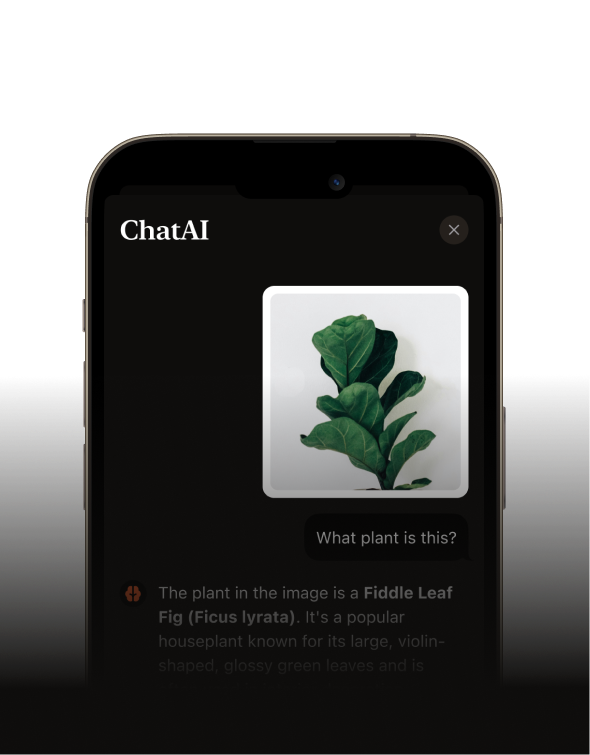 ChatAI
What plant is this?
The plant in the image is a Fiddle Leaf
Fig (Ficus lyrata). It's a popular
houseplant known for its large, violin-
shaped, glossy green leaves and is